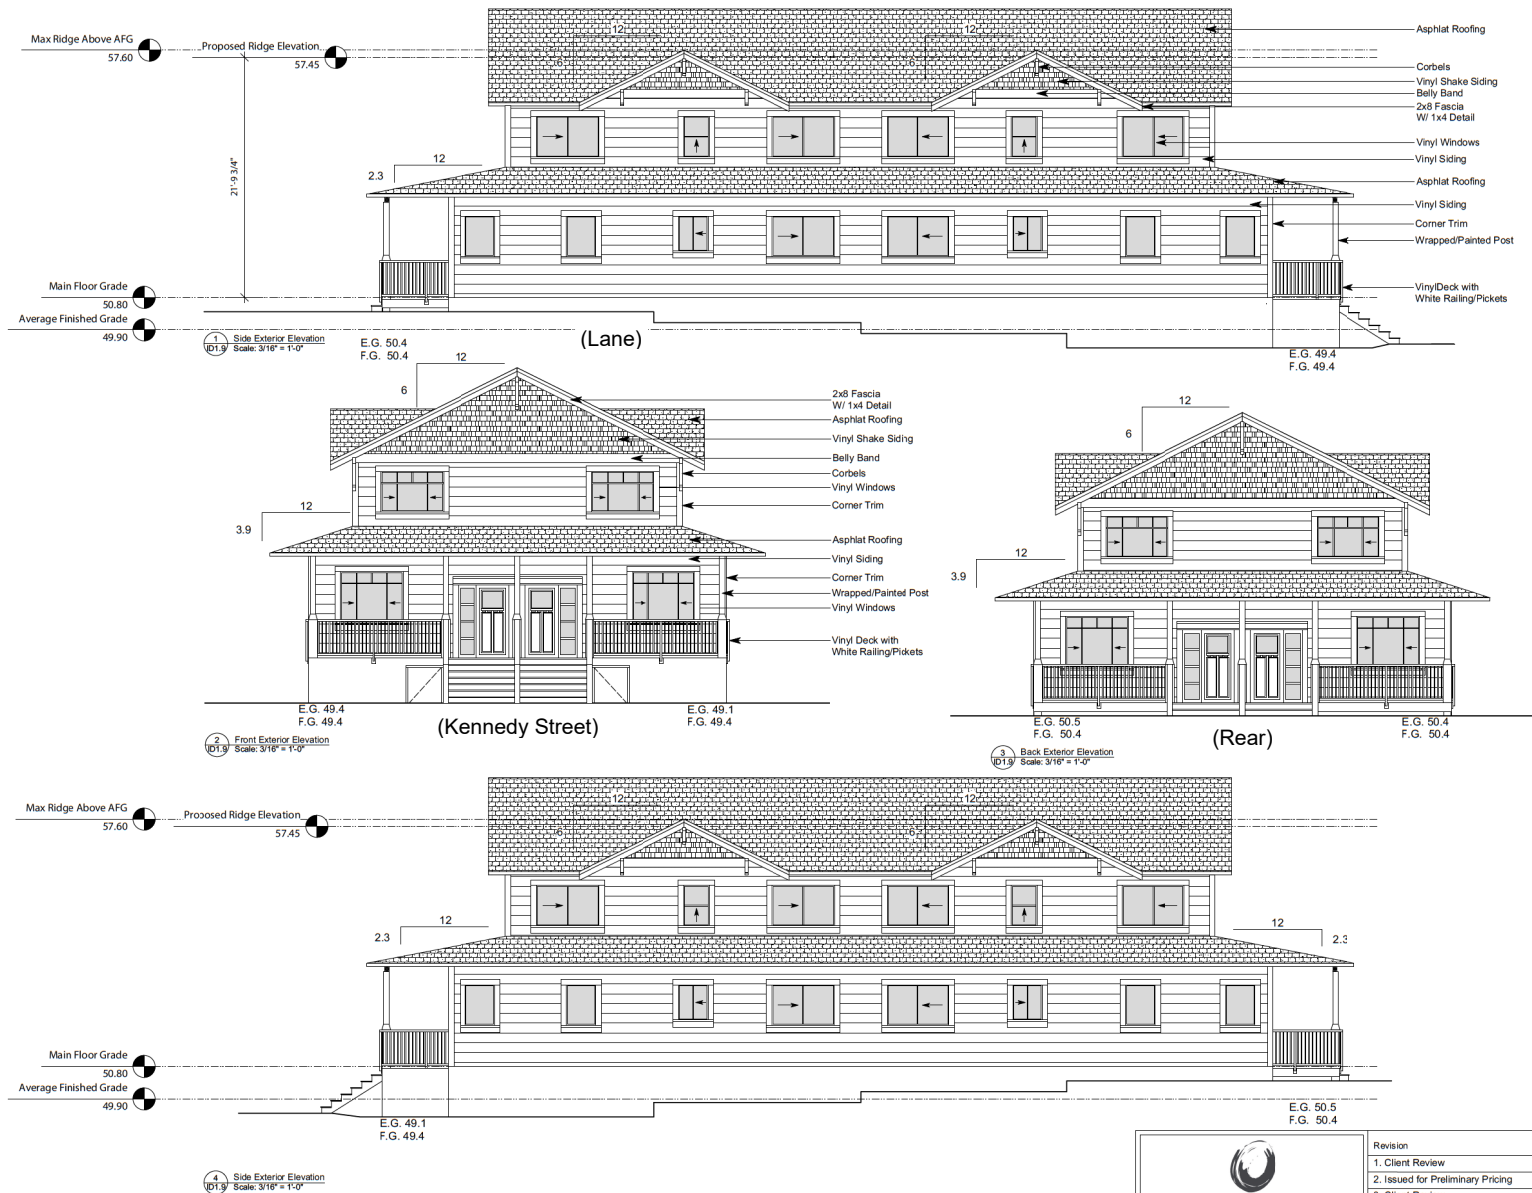 Max Ridge Above AFG
57.60
Proposed Ridge Elevation
57.45
12
6
12
6
Asphlat Roofing
Corbels
Vinyl Shake Siding
Belly Band
2x8 Fascia
W/ 1x4 Detail
Vinyl Windows
Vinyl Siding
Asphlat Roofing
Vinyl Siding
Corner Trim
Wrapped/Painted Post
VinylDeck with
White Railing/Pickets
12
2.3
21'-9 3/4"
Main Floor Grade
50.80
Average Finished Grade
49.90
1
ID1.9
Side Exterior Elevation
Scale: 3/16" = 1'-0"
E.G. 50.4
F.G. 50.4
(Lane)
E.G. 49.4
F.G. 49.4
12
6
12
3.9
2x8 Fascia
W/ 1x4 Detail
Asphlat Roofing
Vinyl Shake Siding
Belly Band
Corbels
Vinyl Windows
Corner Trim
Asphlat Roofing
Vinyl Siding
Corner Trim
Wrapped/Painted Post
Vinyl Windows
Vinyl Deck with
White Railing/Pickets
E.G. 49.4
F.G. 49.4
(Kennedy Street)
E.G. 49.1
F.G. 49.4
2
ID1.9
Front Exterior Elevation
Scale: 3/16" = 1'-0"
12
6
12
3.9
E.G. 50.5
F.G. 50.4
(Rear)
E.G. 50.4
F.G. 50.4
3
ID1.9
Back Exterior Elevation
Scale: 3/16" = 1'-0"
Max Ridge Above AFG
57.60
Proposed Ridge Elevation
57.45
12
6
12
6
12
2.3
12
2.3
Main Floor Grade
50.80
Average Finished Grade
49.90
E.G. 49.1
F.G. 49.4
E.G. 50.5
F.G. 50.4
4
ID1.9
Side Exterior Elevation
Scale: 3/16" = 1'-0"
Revision
1. Client Review
2. Issued for Preliminary Pricing